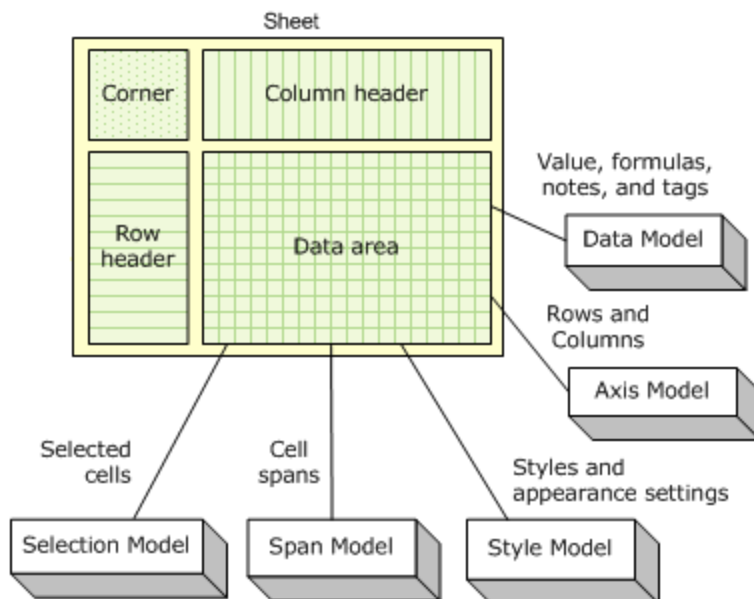 Sheet
Corner
Column header
Row
header
Data area
Value, formulas,
notes, and tags
Data Model
Rows and
Columns
Axis Model
Selected
cells
Cell
spans
Styles and
appearance settings
Selection Model
Span Model
Style Model